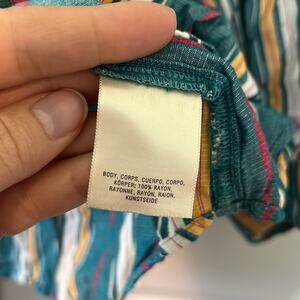 BODY, CORPS, CUERPO, CORPO,
KÖRPER: 100% RAYON,
RAYONNE, RAYÓN, RAION,
KUNSTSEIDE